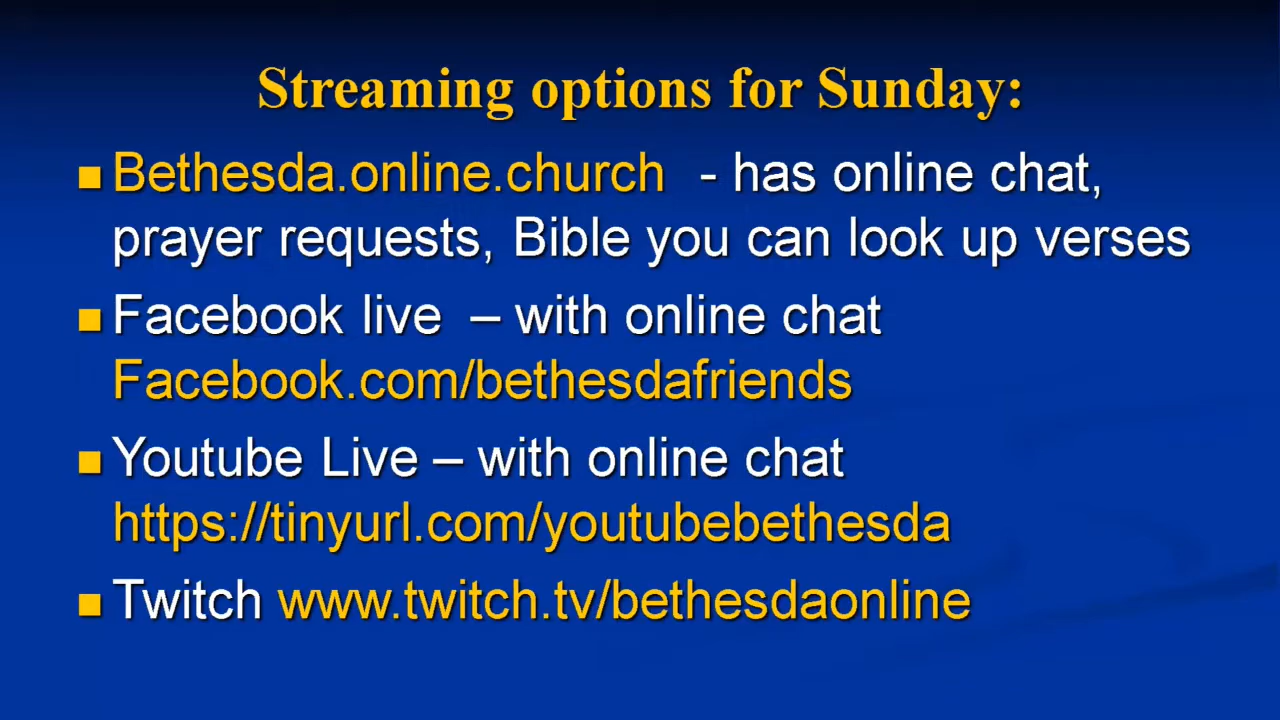 Streaming options for Sunday:
Bethesda.online.church - has online chat,
prayer requests, Bible you can look up verses
Facebook live – with online chat
Facebook.com/bethesdafriends
Youtube Live – with online chat
https://tinyurl.com/youtubebethesda
Twitch www.twitch.tv/bethesdaonline